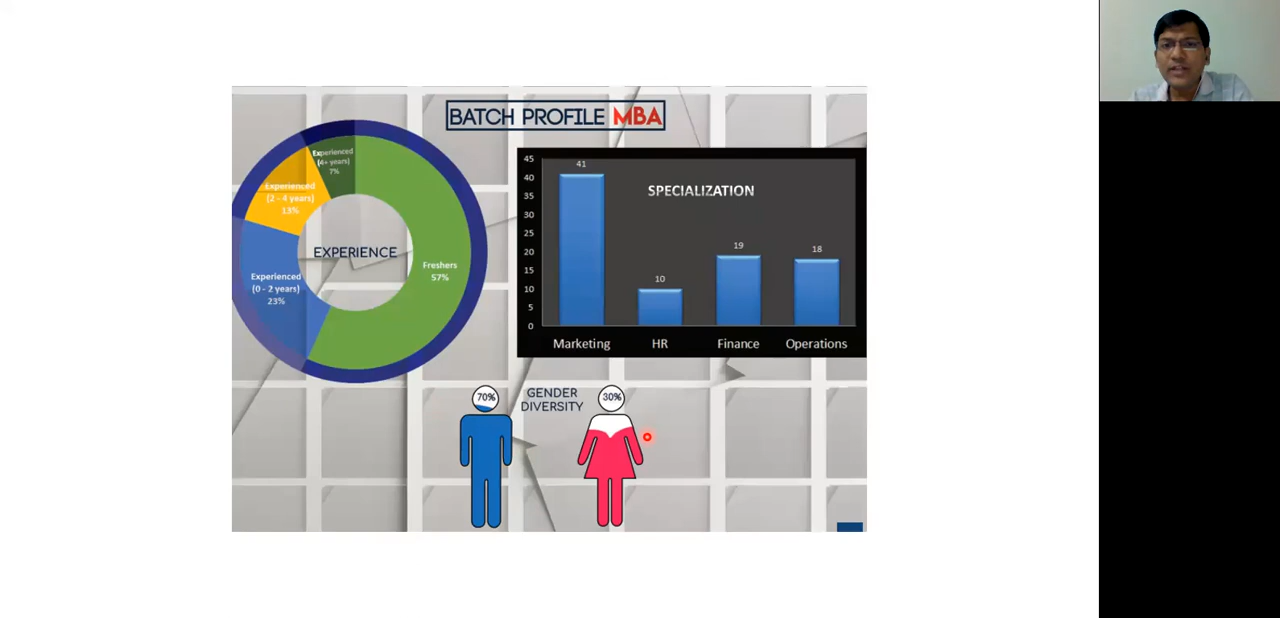 BATCH PROFILE MBA
Experienced
(4+ years)
7%
Experienced
(2 - 4 years)
13%
EXPERIENCE
Freshers
57%
Experienced
(0 - 2 years)
23%
SPECIALIZATION
45
40
35
30
25
20
15
10
5
0
41
10
19
18
Marketing
HR
Finance
Operations
GENDER
DIVERSITY
70%
30%